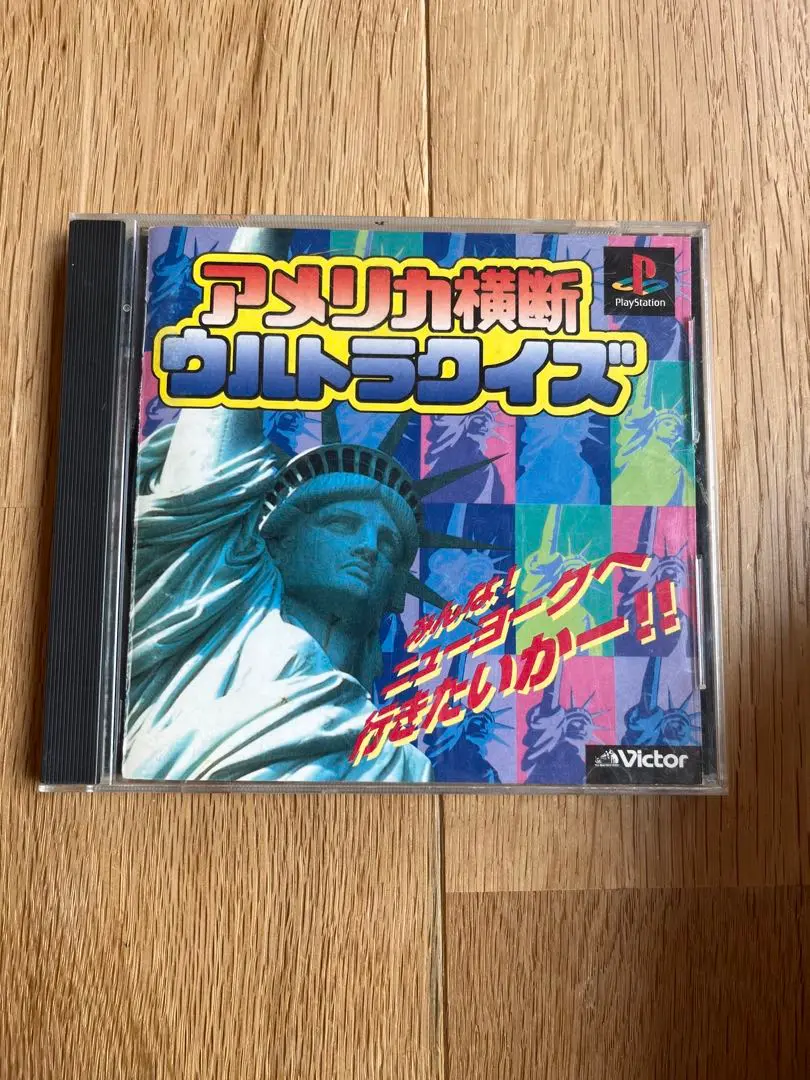 アメリカ横断
ウルトラクイズ
PlayStation
みんな!
ニューヨークへ
行きたいかー!!
Victor